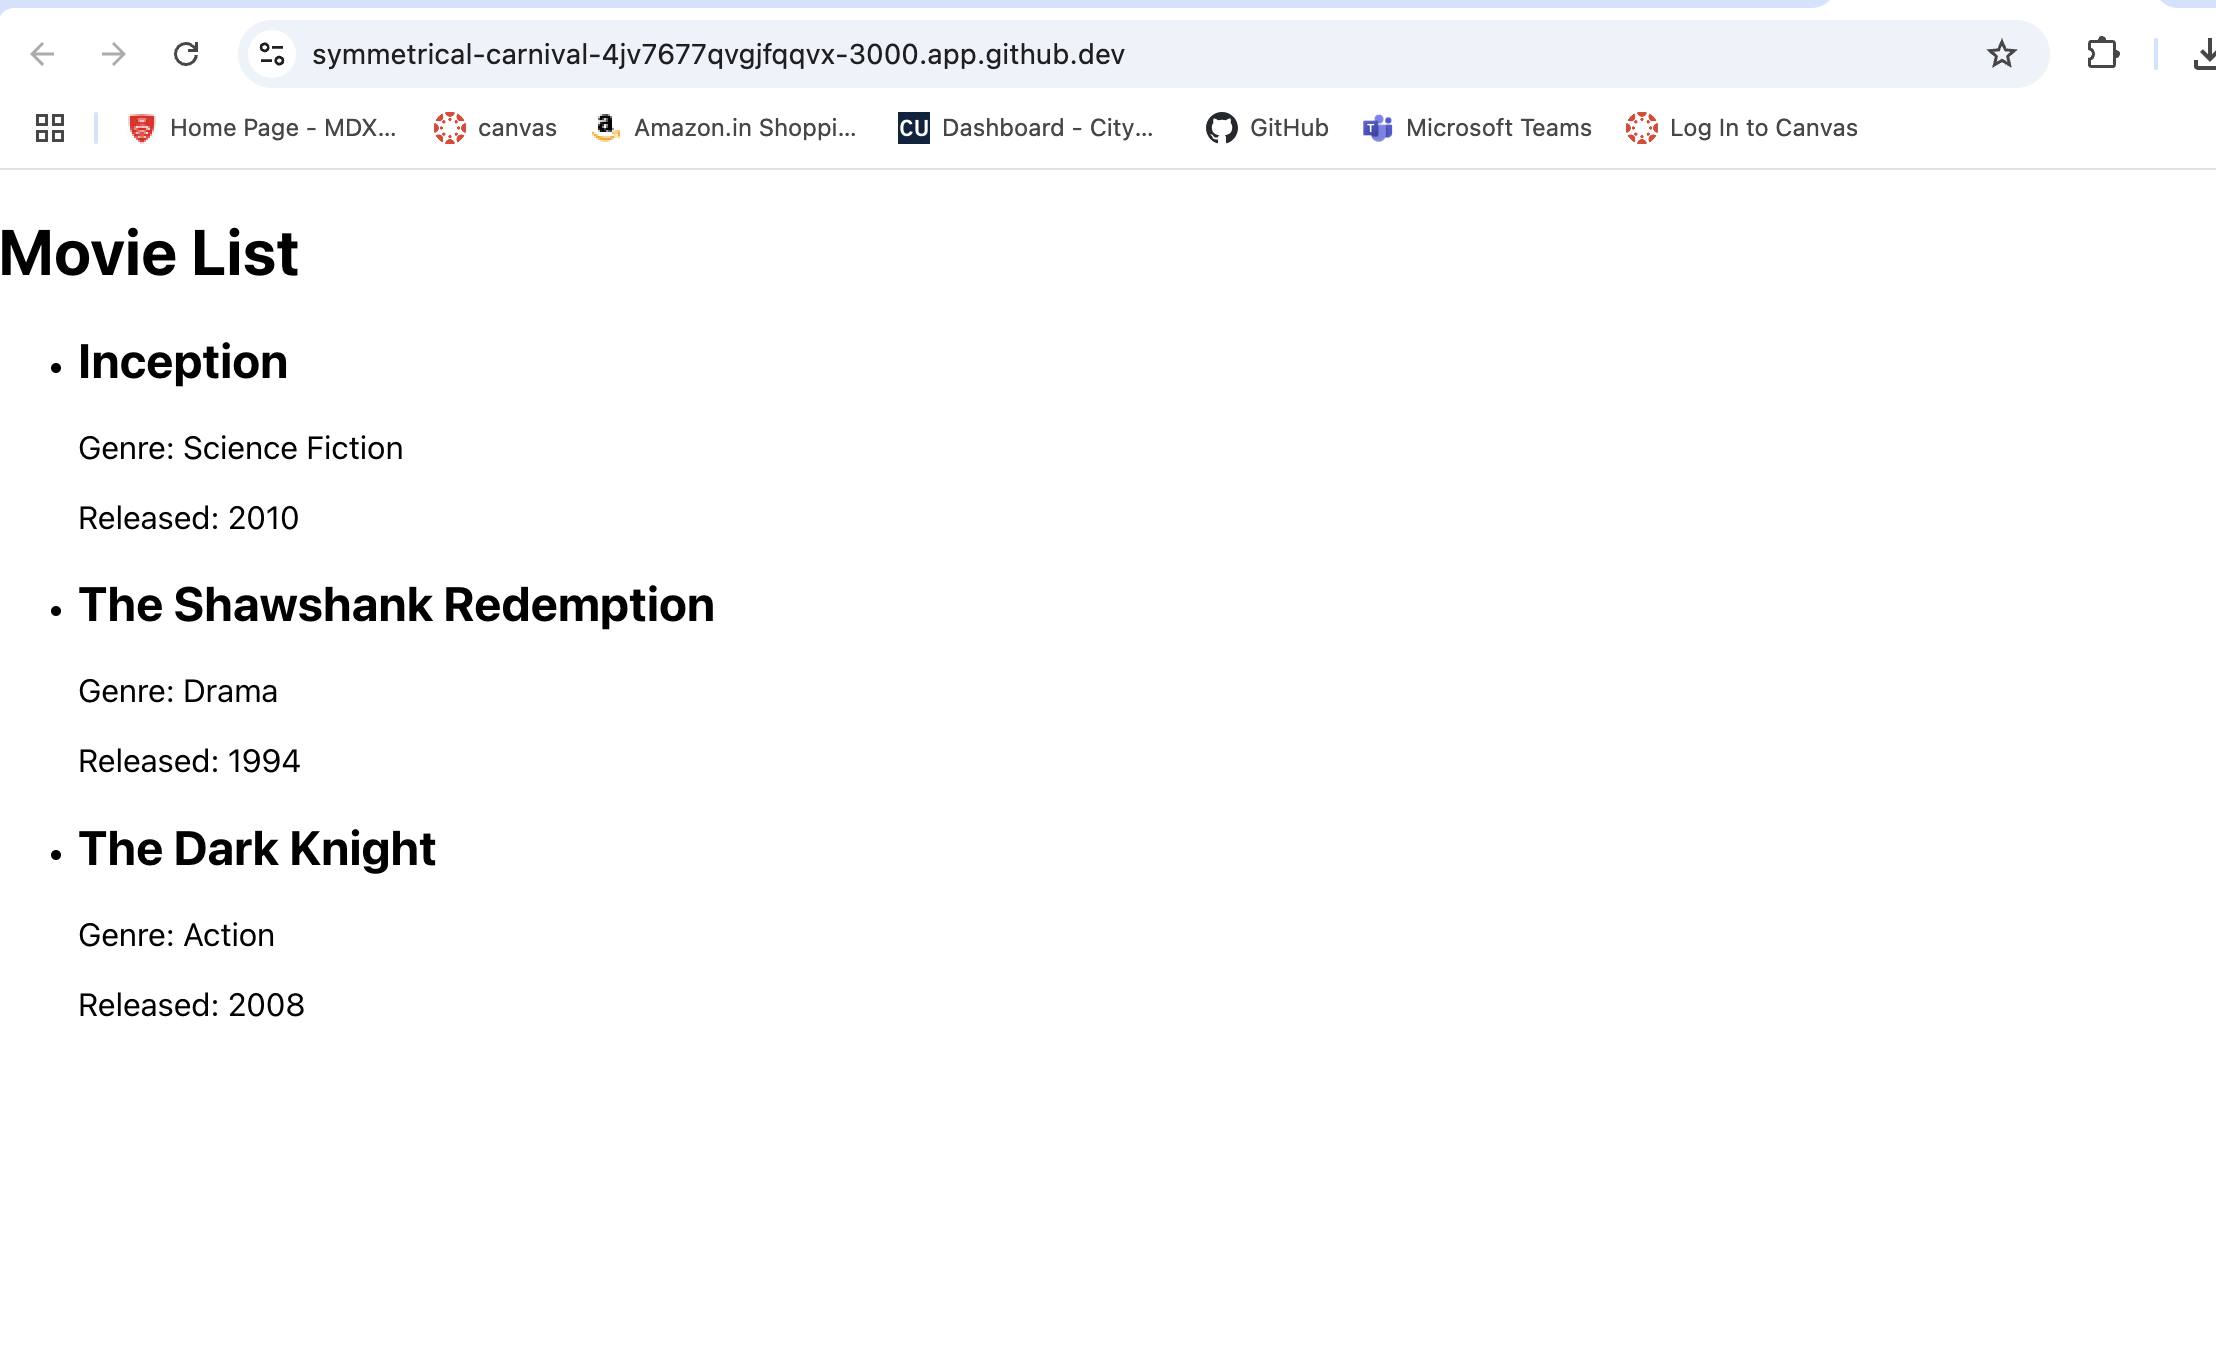 symmetrical-carnival-4jv7677qvgjfqqvx-3000.app.github.dev
Home Page - MDX... canvas Amazon.in Shoppi... CU Dashboard - City... GitHub Microsoft Teams Log In to Canvas
Movie List
Inception
Genre: Science Fiction
Released: 2010
The Shawshank Redemption
Genre: Drama
Released: 1994
The Dark Knight
Genre: Action
Released: 2008